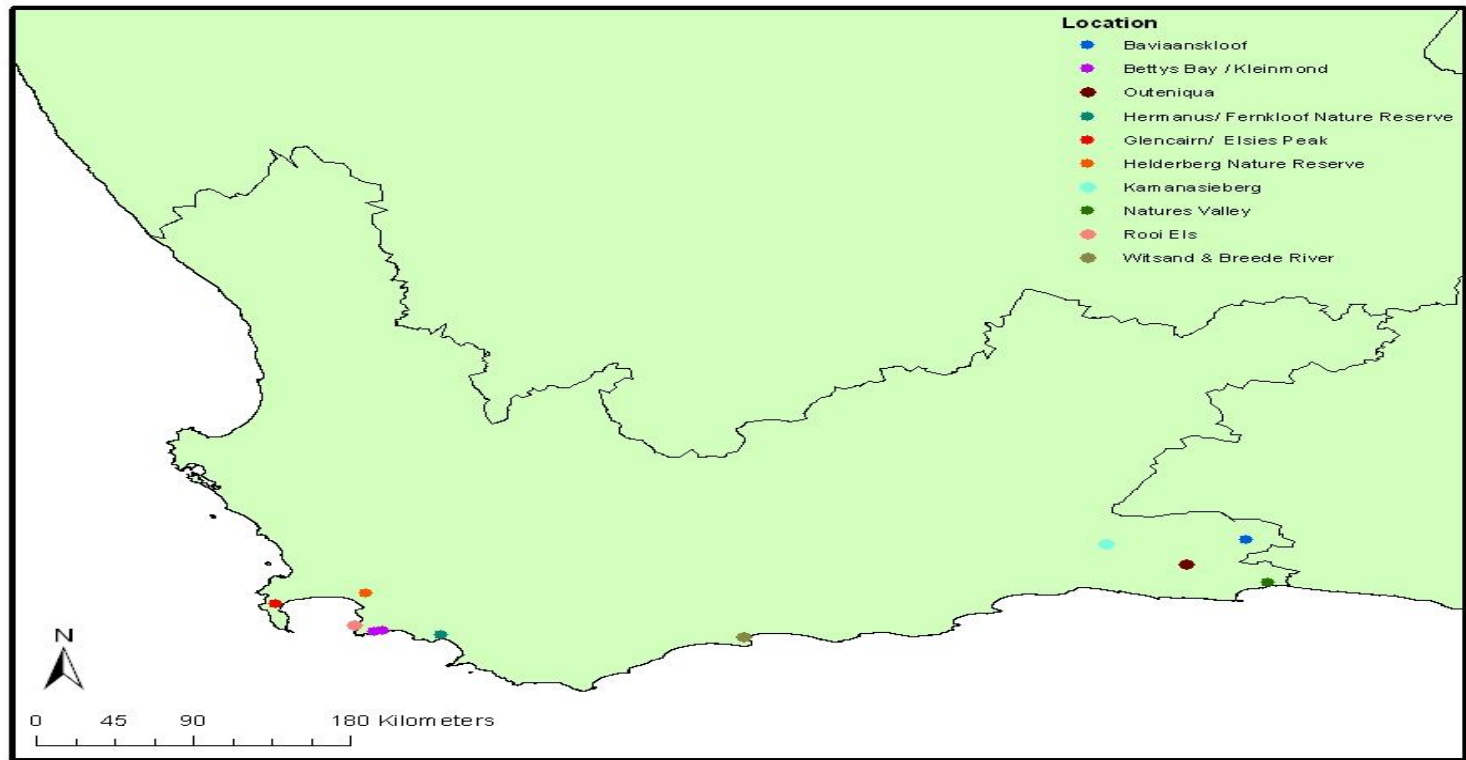 Location
Baviaanskloof
Bettys Bay / Kleinmond
Outeniqua
Hermanus/ Fernkloof Nature Reserve
Glencairn/ Elsies Peak
Helderberg Nature Reserve
Kamanasieberg
Natures Valley
Rooi Els
Witsand & Breede River
N
0 45 90 180 Kilometers